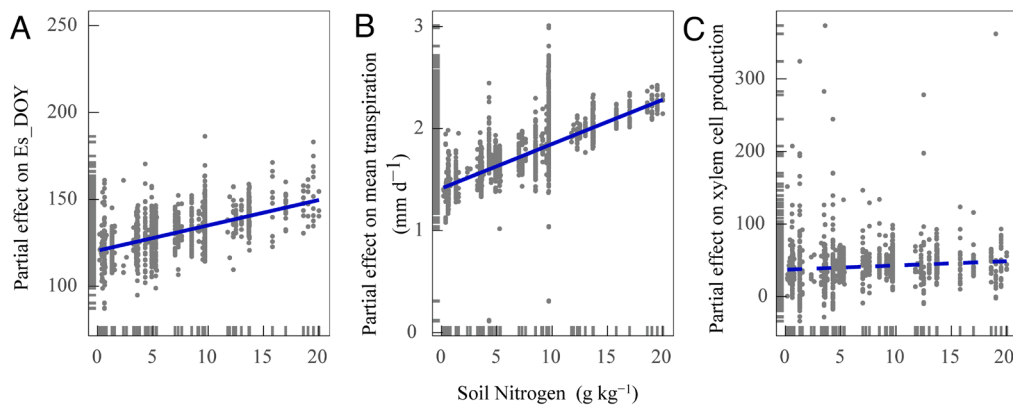 A
Partial effect on Es_DOY
250
200
150
100
0 5 10 15 20
B
Partial effect on mean transpiration
(mm d⁻¹)
3
2
1
0
0 5 10 15 20
C
Partial effect on xylem cell production
300
200
100
0
0 5 10 15 20
Soil Nitrogen (g kg⁻¹)